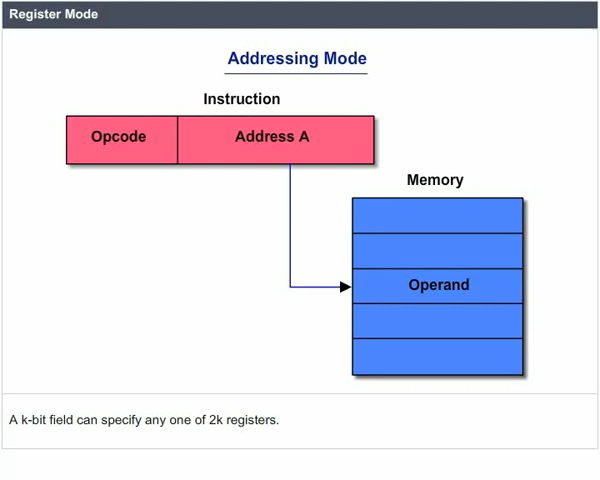 Register Mode
Addressing Mode
Instruction
Opcode
Address A
Memory
Operand
A k-bit field can specify any one of 2k registers.